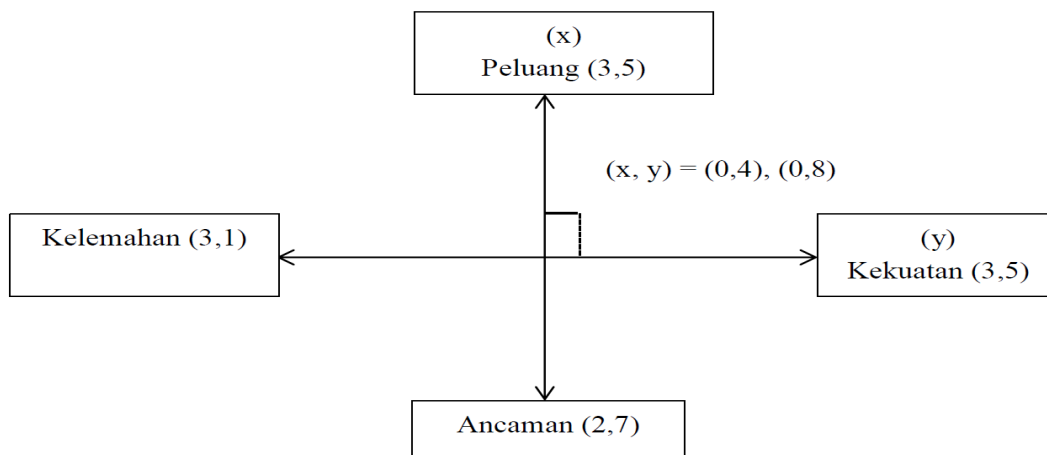 (x)
Peluang (3,5)
(x, y) = (0,4), (0,8)
Kelemahan (3,1)
(y)
Kekuatan (3,5)
Ancaman (2,7)